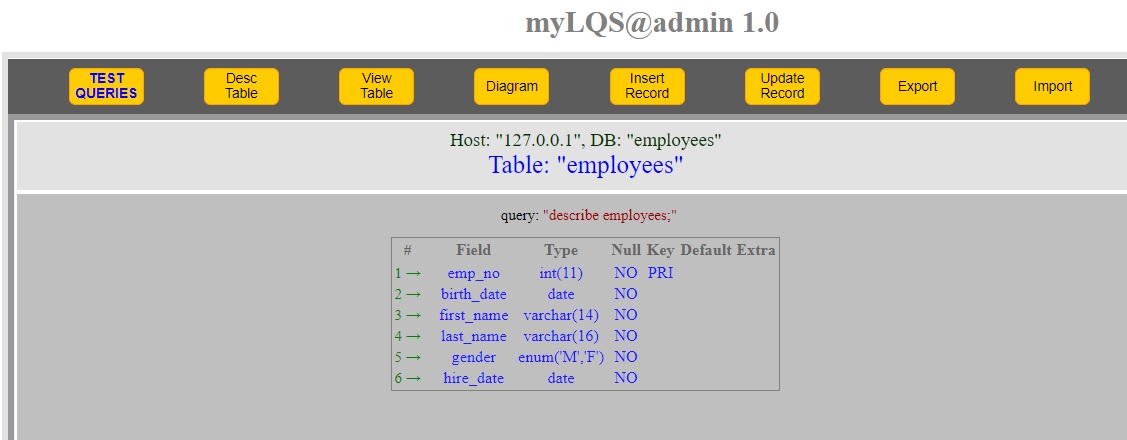 myLQS@admin 1.0
TEST QUERIES Desc Table View Table Diagram Insert Record Update Record Export Import
Host: "127.0.0.1", DB: "employees"
Table: "employees"
query: "describe employees;"
# Field Type Null Key Default Extra
1 → emp_no int(11) NO PRI
2 → birth_date date NO
3 → first_name varchar(14) NO
4 → last_name varchar(16) NO
5 → gender enum('M','F') NO
6 → hire_date date NO